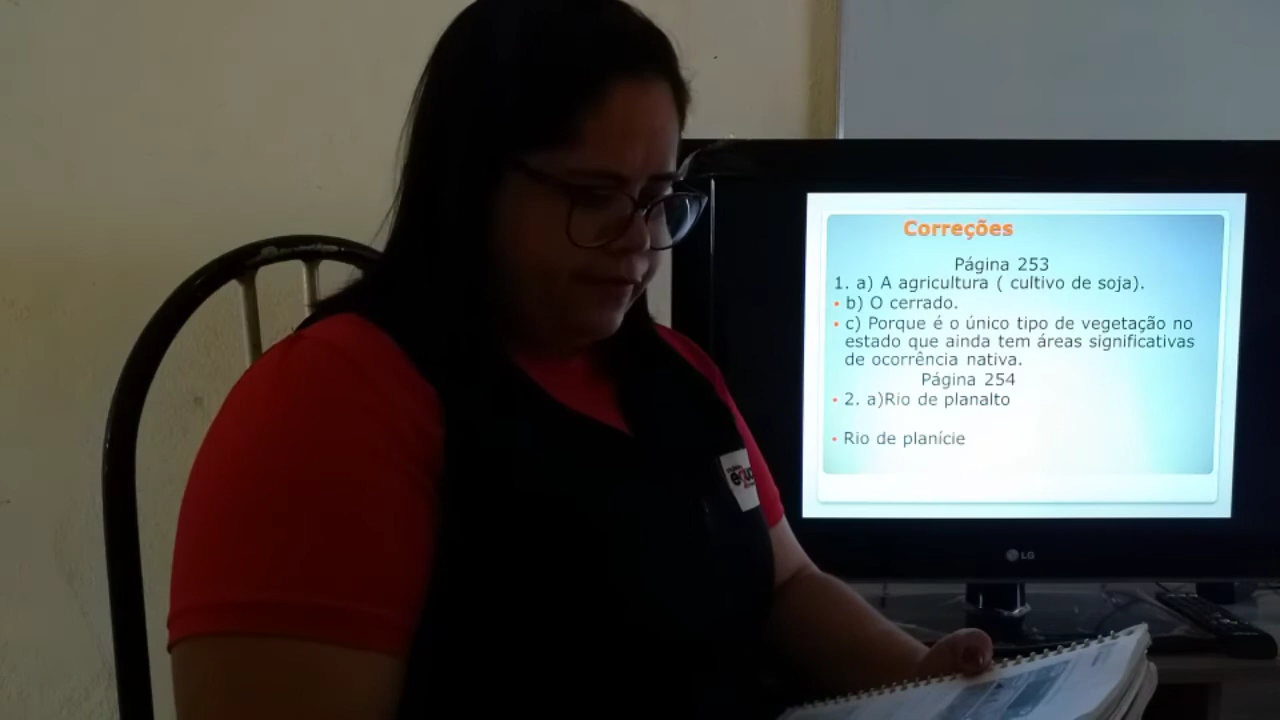 Correções
Página 253
1. a) A agricultura ( cultivo de soja).
• b) O cerrado.
• c) Porque é o único tipo de vegetação no
estado que ainda tem áreas significativas
de ocorrência nativa.
Página 254
• 2. a)Rio de planalto
• Rio de planície
LG